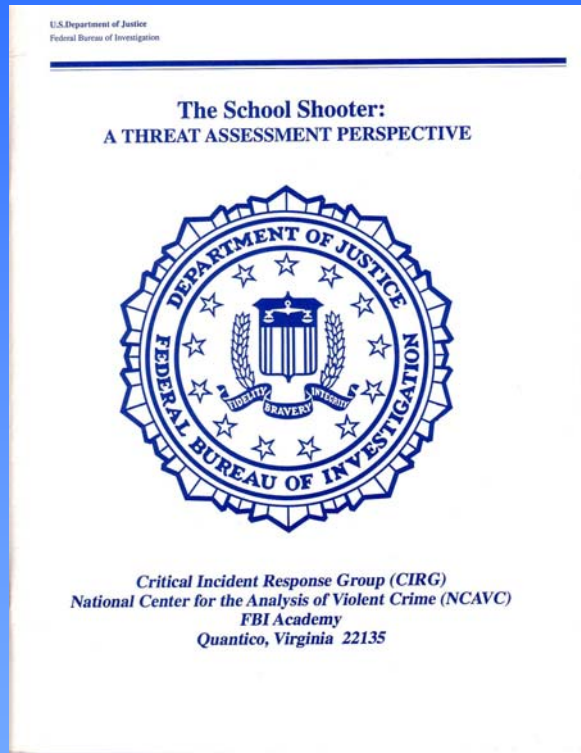 U.S.Department of Justice
Federal Bureau of Investigation
The School Shooter:
A THREAT ASSESSMENT PERSPECTIVE
DEPARTMENT OF JUSTICE
FEDERAL BUREAU OF INVESTIGATION
FIDELITY
BRAVERY
INTEGRITY
Critical Incident Response Group (CIRG)
National Center for the Analysis of Violent Crime (NCAVC)
FBI Academy
Quantico, Virginia 22135